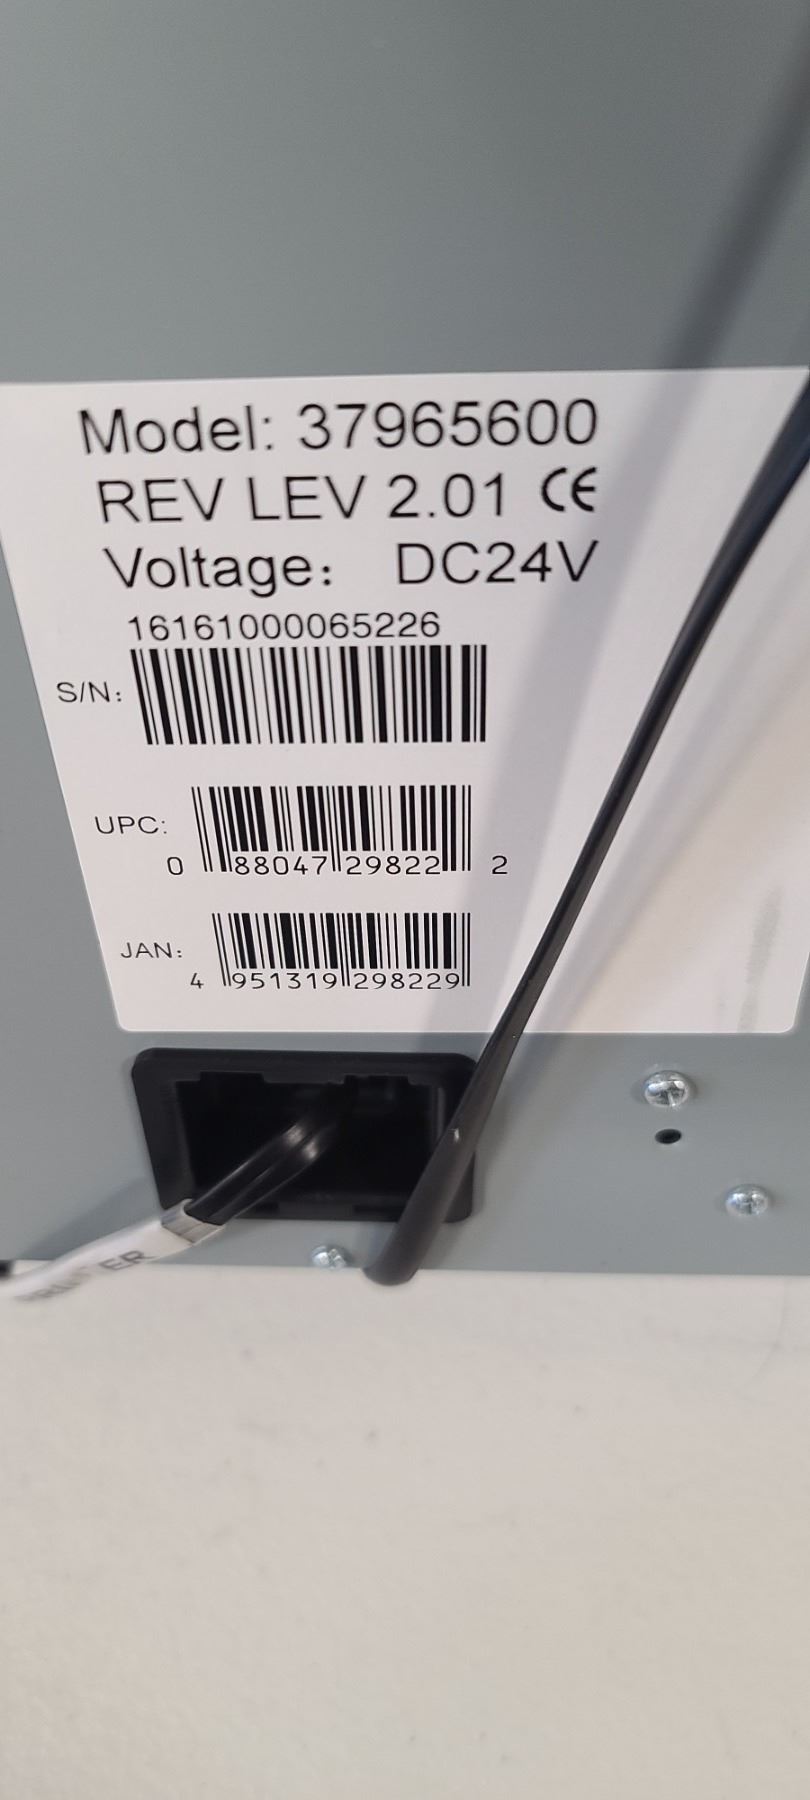 Model: 37965600
REV LEV 2.01 CE
Voltage: DC24V
16161000065226
S/N:
UPC:
0 88047 29822 2
JAN:
4 951319 298229